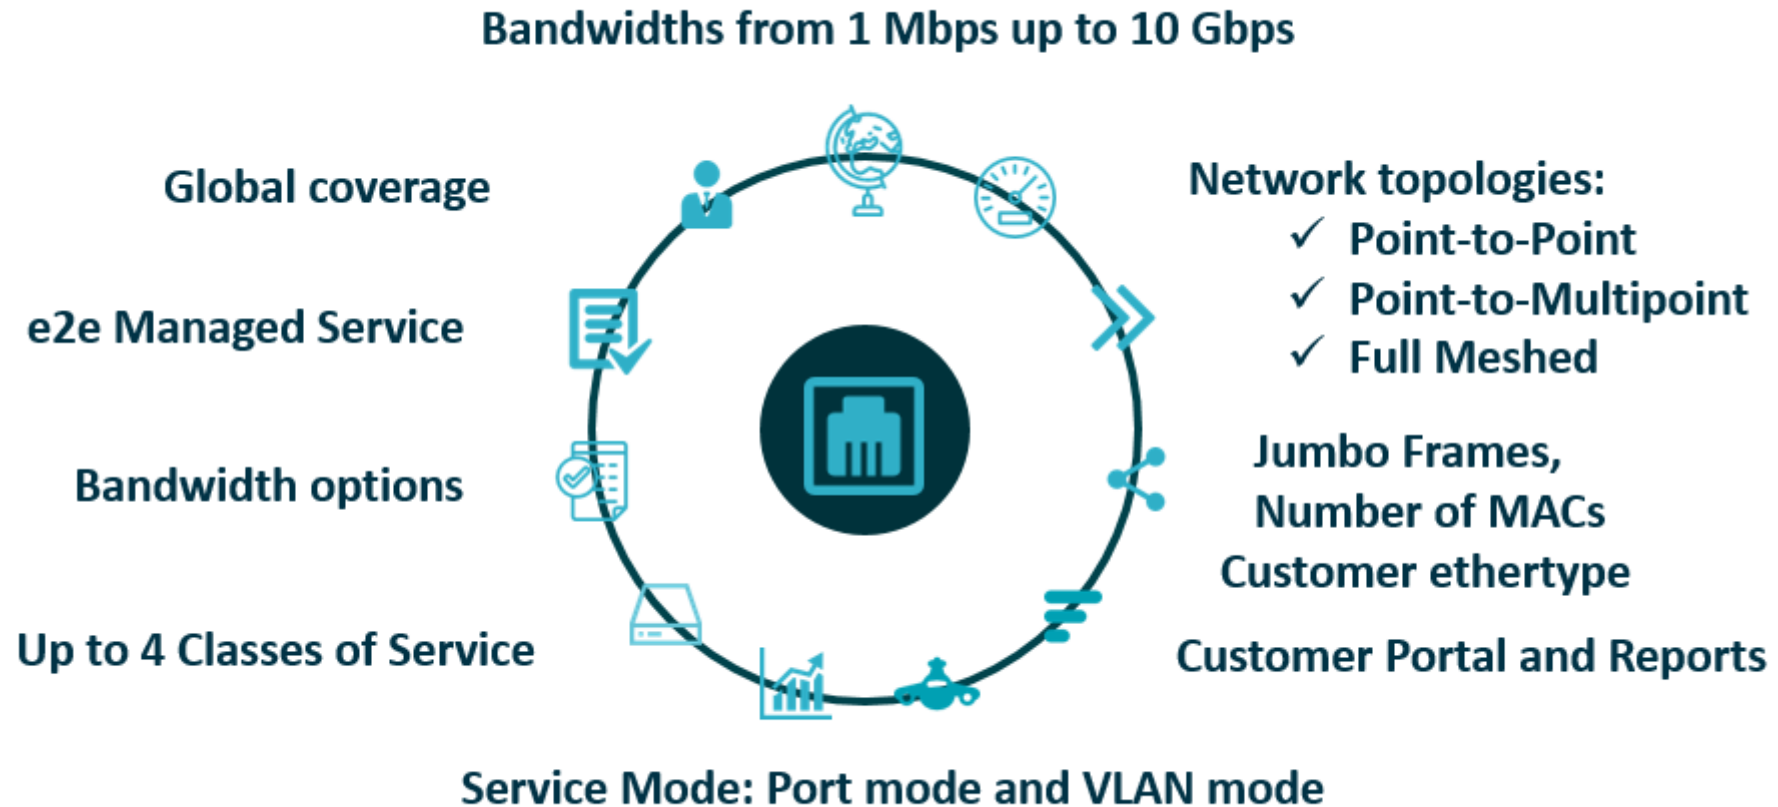 Bandwidths from 1 Mbps up to 10 Gbps
Global coverage
e2e Managed Service
Bandwidth options
Up to 4 Classes of Service
Network topologies:
✓ Point-to-Point
✓ Point-to-Multipoint
✓ Full Meshed
Jumbo Frames,
Number of MACs
Customer ethertype
Customer Portal and Reports
Service Mode: Port mode and VLAN mode